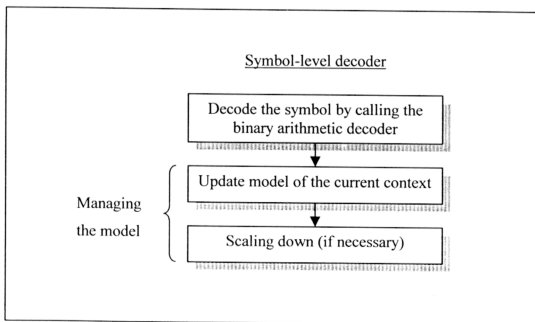 Symbol-level decoder
Decode the symbol by calling the
binary arithmetic decoder
Update model of the current context
Managing
the model
Scaling down (if necessary)